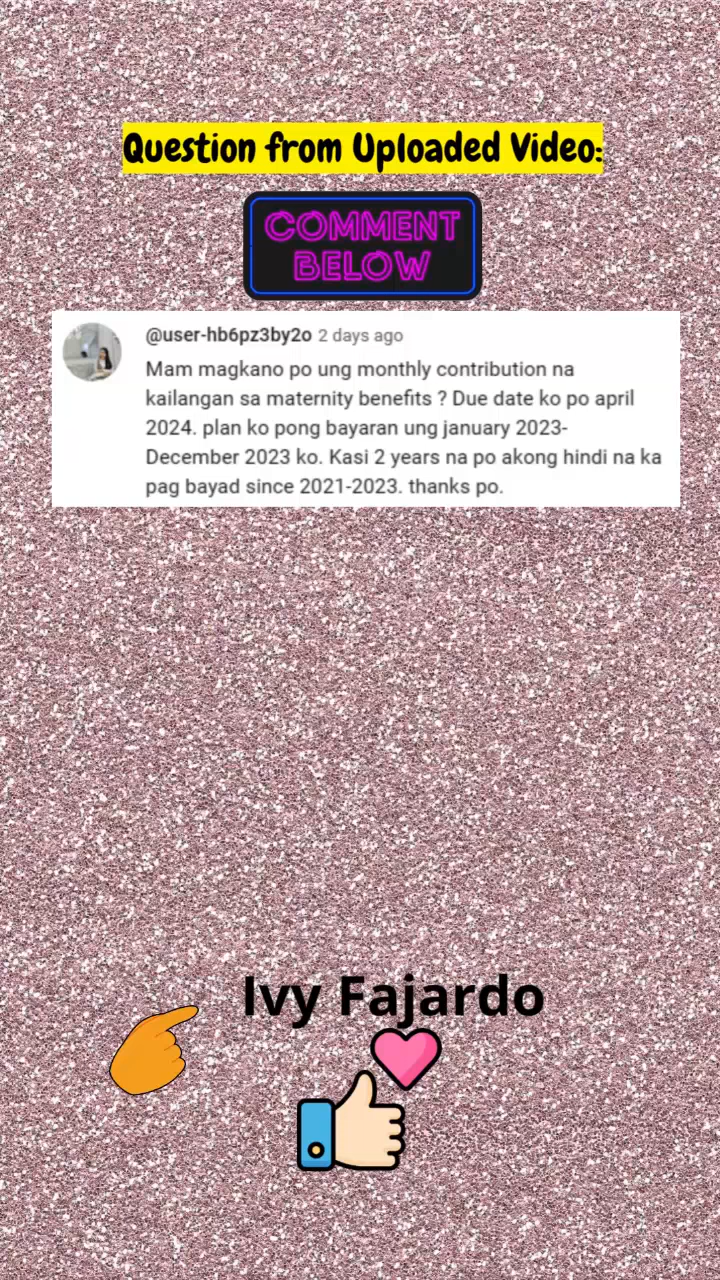 Question from Uploaded Video:
COMMENT
BELOW
@user-hb6pz3by2o 2 days ago
Mam magkano po ung monthly contribution na
kailangan sa maternity benefits ? Due date ko po april
2024. plan ko pong bayaran ung january 2023-
December 2023 ko. Kasi 2 years na po akong hindi na ka
pag bayad since 2021-2023. thanks po.
Ivy Fajardo